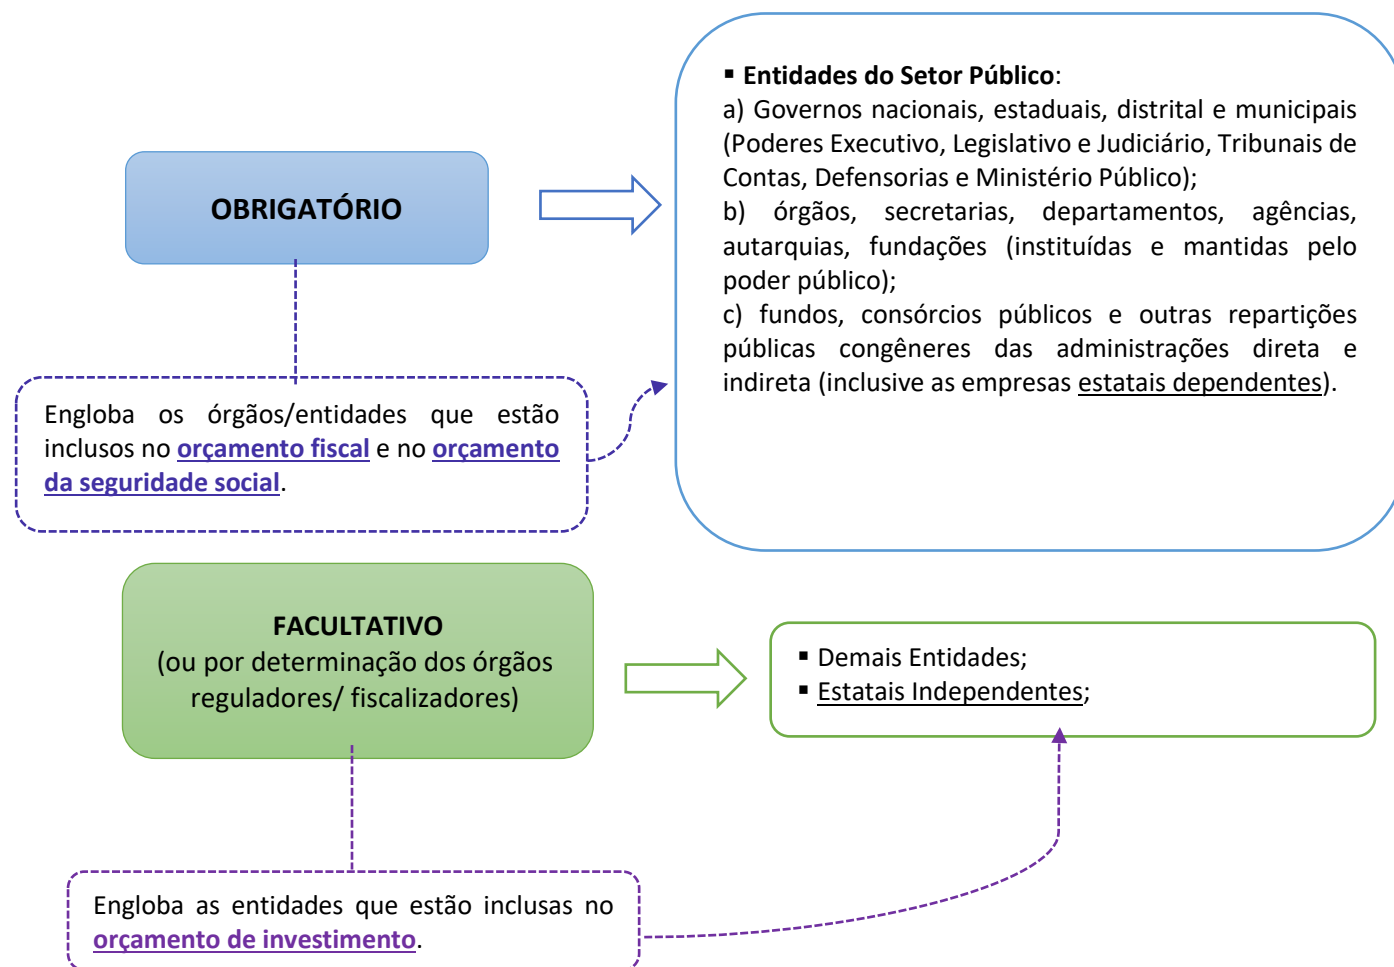 ▪ Entidades do Setor Público:
a) Governos nacionais, estaduais, distrital e municipais
(Poderes Executivo, Legislativo e Judiciário, Tribunais de
Contas, Defensorias e Ministério Público);
b) órgãos, secretarias, departamentos, agências,
autarquias, fundações (instituídas e mantidas pelo
poder público);
c) fundos, consórcios públicos e outras repartições
públicas congêneres das administrações direta e
indireta (inclusive as empresas estatais dependentes).
OBRIGATÓRIO
Engloba os órgãos/entidades que estão
inclusos no orçamento fiscal e no orçamento
da seguridade social.
FACULTATIVO
(ou por determinação dos órgãos
reguladores/ fiscalizadores)
▪ Demais Entidades;
▪ Estatais Independentes;
Engloba as entidades que estão inclusas no
orçamento de investimento.